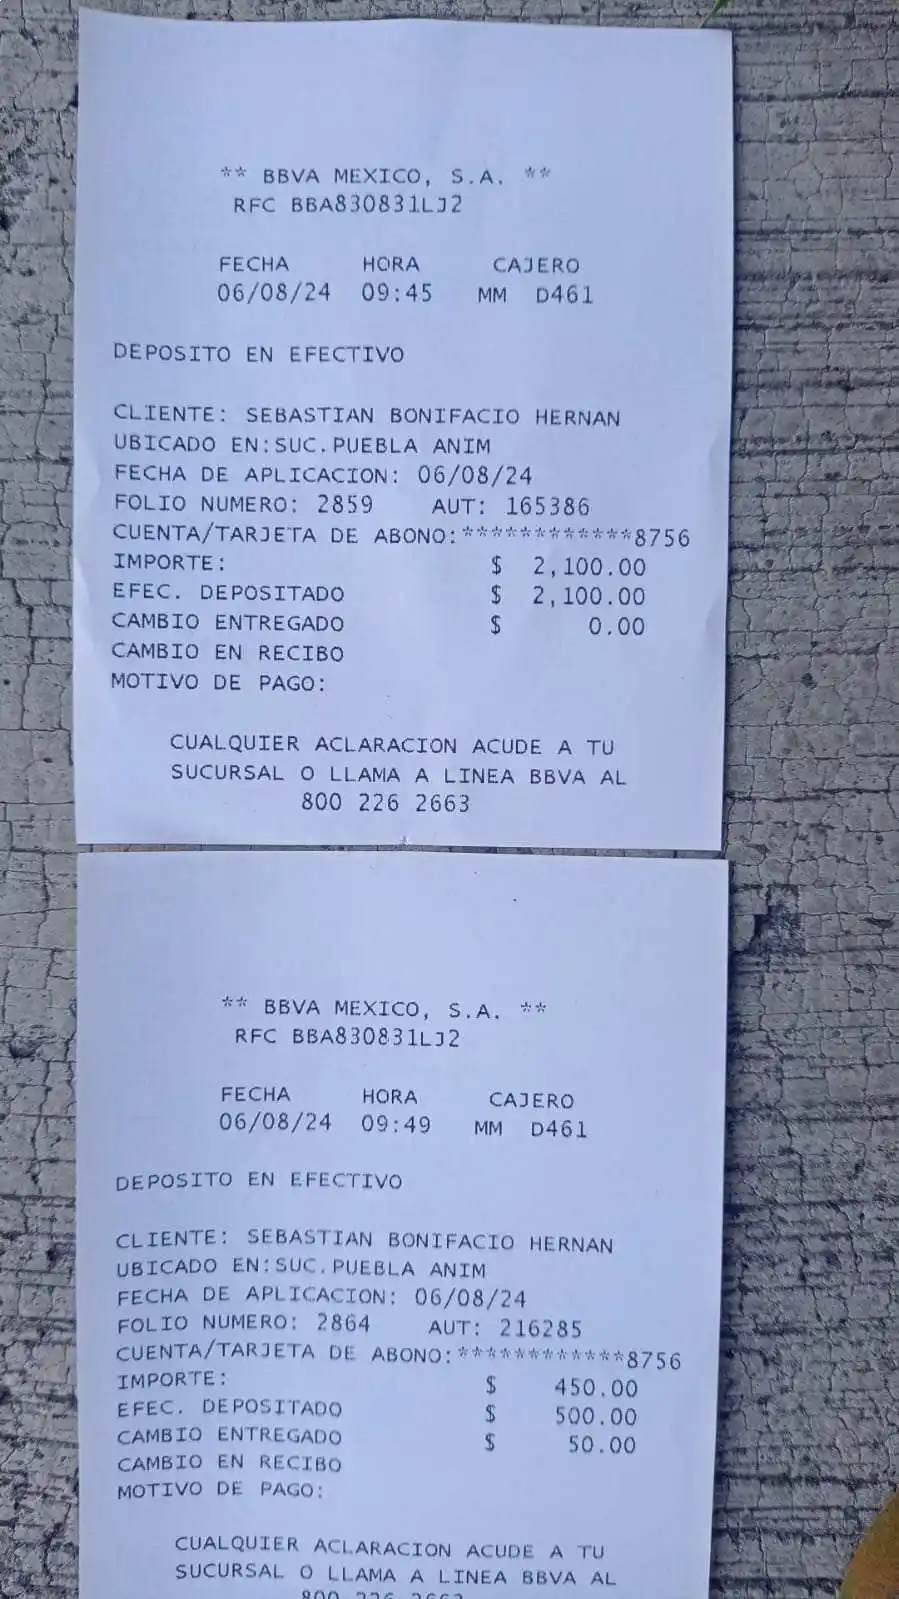 ** BBVA MEXICO, S.A. **
RFC BBA830831LJ2
FECHA HORA CAJERO
06/08/24 09:45 MM D461
DEPOSITO EN EFECTIVO
CLIENTE: SEBASTIAN BONIFACIO HERNAN
UBICADO EN:SUC.PUEBLA ANIM
FECHA DE APLICACION: 06/08/24
FOLIO NUMERO: 2859 AUT: 165386
CUENTA/TARJETA DE ABONO:************8756
IMPORTE: $ 2,100.00
EFEC. DEPOSITADO $ 2,100.00
CAMBIO ENTREGADO $ 0.00
CAMBIO EN RECIBO
MOTIVO DE PAGO:
CUALQUIER ACLARACION ACUDE A TU
SUCURSAL O LLAMA A LINEA BBVA AL
800 226 2663
** BBVA MEXICO, S.A. **
RFC BBA830831LJ2
FECHA HORA CAJERO
06/08/24 09:49 MM D461
DEPOSITO EN EFECTIVO
CLIENTE: SEBASTIAN BONIFACIO HERNAN
UBICADO EN:SUC.PUEBLA ANIM
FECHA DE APLICACION: 06/08/24
FOLIO NUMERO: 2864 AUT: 216285
CUENTA/TARJETA DE ABONO:************8756
IMPORTE: $ 450.00
EFEC. DEPOSITADO $ 500.00
CAMBIO ENTREGADO $ 50.00
CAMBIO EN RECIBO
MOTIVO DE PAGO:
CUALQUIER ACLARACION ACUDE A TU
SUCURSAL O LLAMA A LINEA BBVA AL